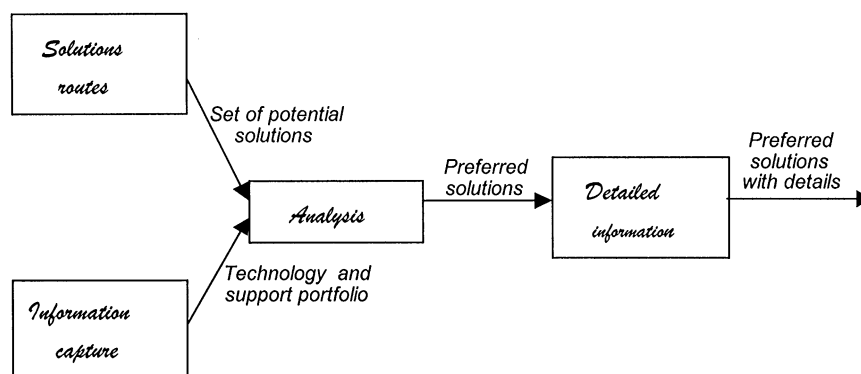 Solutions
routes
Set of potential
solutions
Analysis
Technology and
support portfolio
Information
capture
Preferred
solutions
Detailed
information
Preferred
solutions
with details